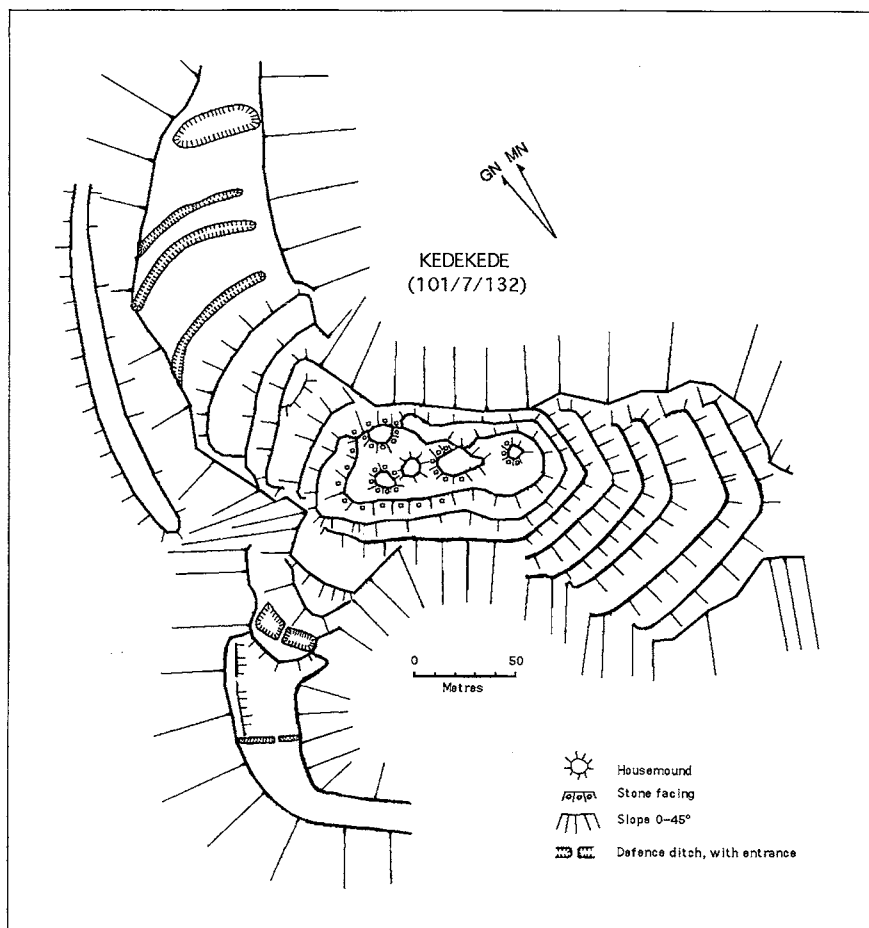 GN MN
KEDEKEDE
(101/7/132)
0 50
Metres
Housemound
Stone facing
Slope 0-45°
Defence ditch, with entrance